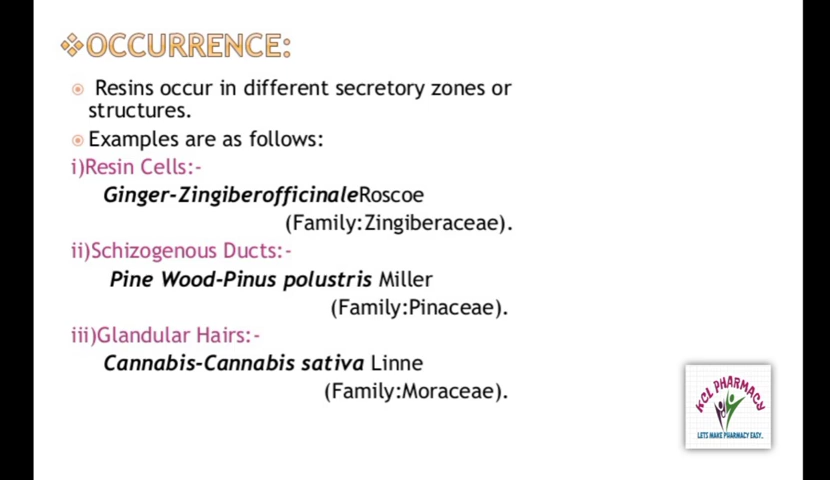 ❖OCCURRENCE:
Resins occur in different secretory zones or
structures.
Examples are as follows:
i)Resin Cells:-
Ginger-ZingiberofficinaleRoscoe
(Family:Zingiberaceae).
ii)Schizogenous Ducts:-
Pine Wood-Pinus polustris Miller
(Family:Pinaceae).
iii)Glandular Hairs:-
Cannabis-Cannabis sativa Linne
(Family:Moraceae).
KCL PHARMACY
LETS MAKE PHARMACY EASY.